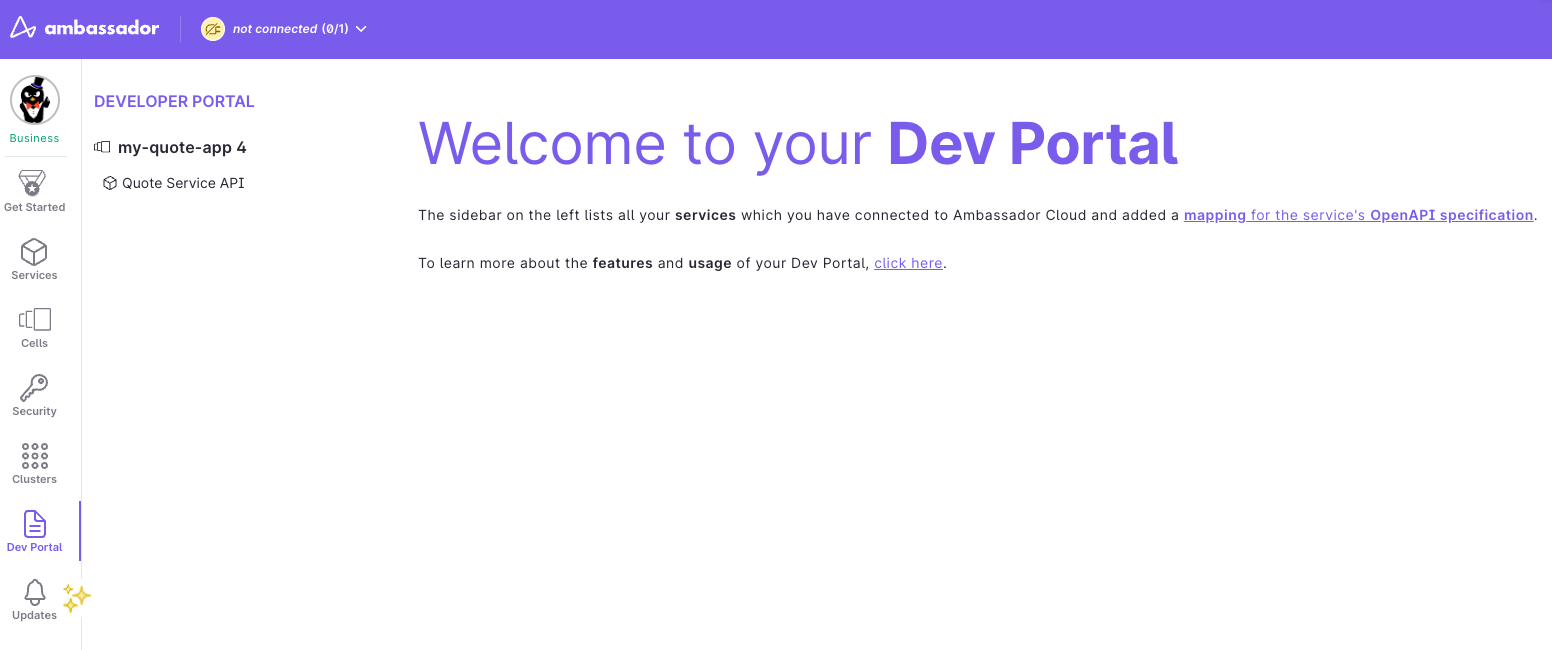 ambassador
not connected (0/1)
Business
Get Started
Services
Cells
Security
Clusters
Dev Portal
Updates
DEVELOPER PORTAL
my-quote-app 4
Quote Service API
Welcome to your Dev Portal
The sidebar on the left lists all your services which you have connected to Ambassador Cloud and added a mapping for the service's OpenAPI specification.
To learn more about the features and usage of your Dev Portal, click here.